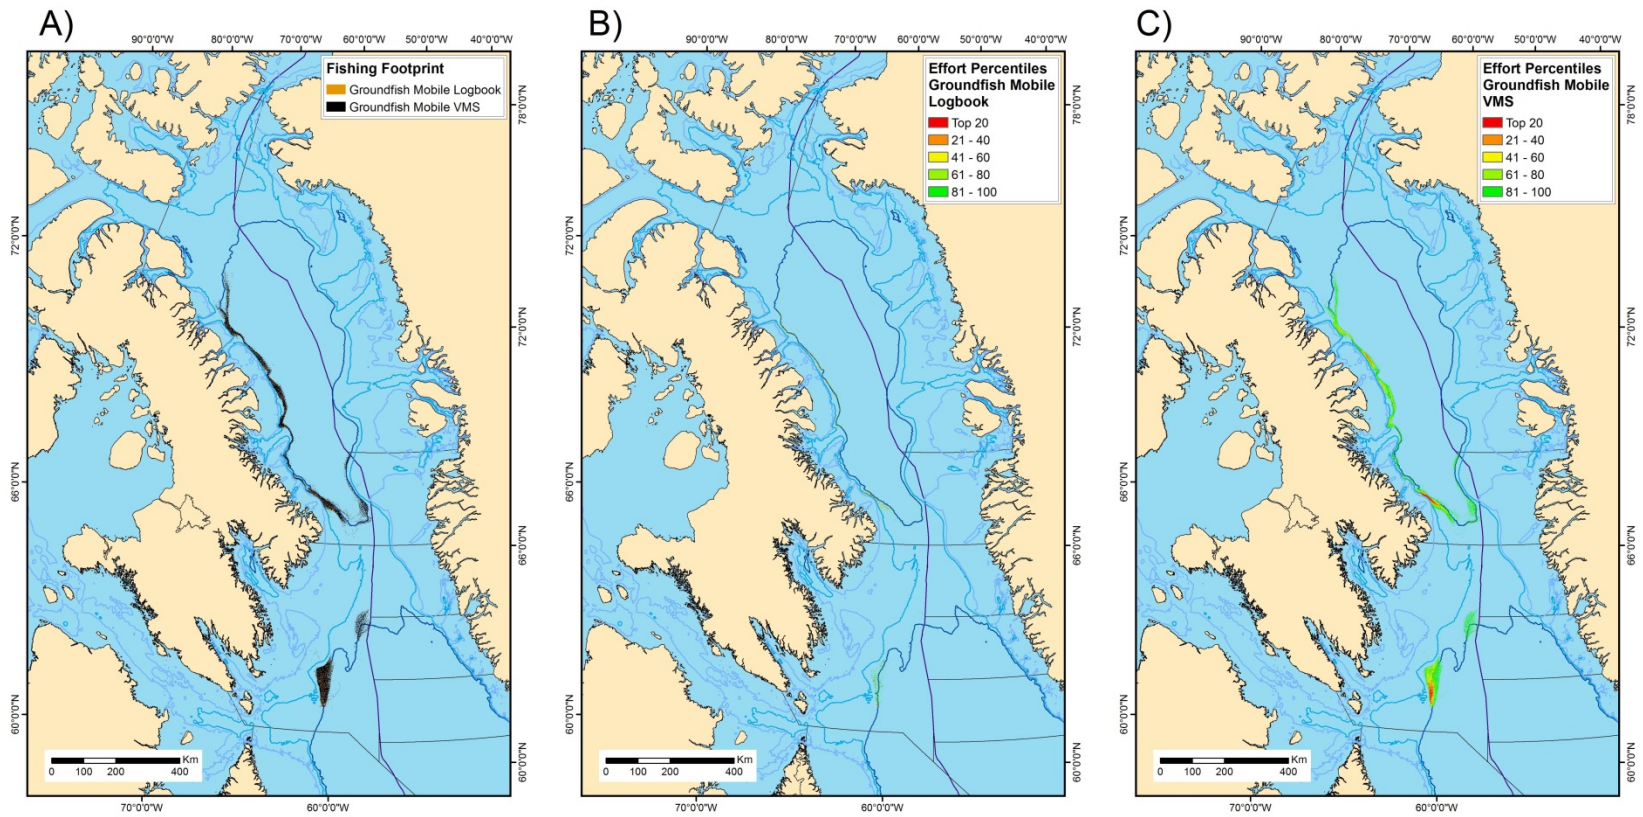 A)
90°0'0"W 80°0'0"W 70°0'0"W 60°0'0"W 50°0'0"W 40°0'0"W
Fishing Footprint
Groundfish Mobile Logbook
Groundfish Mobile VMS
78°0'0"N
72°0'0"N
72°0'0"N
66°0'0"N
66°0'0"N
60°0'0"N
60°0'0"N
Km
0 100 200 400
70°0'0"W 60°0'0"W
B)
90°0'0"W 80°0'0"W 70°0'0"W 60°0'0"W 50°0'0"W 40°0'0"W
Effort Percentiles
Groundfish Mobile
Logbook
Top 20
21 - 40
41 - 60
61 - 80
81 - 100
78°0'0"N
72°0'0"N
72°0'0"N
66°0'0"N
66°0'0"N
60°0'0"N
60°0'0"N
Km
0 100 200 400
70°0'0"W 60°0'0"W
C)
90°0'0"W 80°0'0"W 70°0'0"W 60°0'0"W 50°0'0"W 40°0'0"W
Effort Percentiles
Groundfish Mobile
VMS
Top 20
21 - 40
41 - 60
61 - 80
81 - 100
78°0'0"N
72°0'0"N
72°0'0"N
66°0'0"N
66°0'0"N
60°0'0"N
60°0'0"N
Km
0 100 200 400
70°0'0"W 60°0'0"W